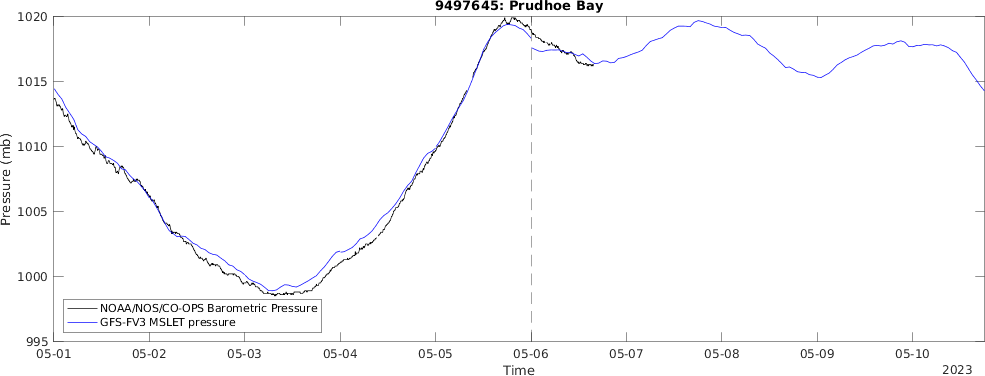 9497645: Prudhoe Bay
Pressure (mb)
1020
1015
1010
1005
1000
995
NOAA/NOS/CO-OPS Barometric Pressure
GFS-FV3 MSLET pressure
05-01 05-02 05-03 05-04 05-05 05-06 05-07 05-08 05-09 05-10
Time
2023